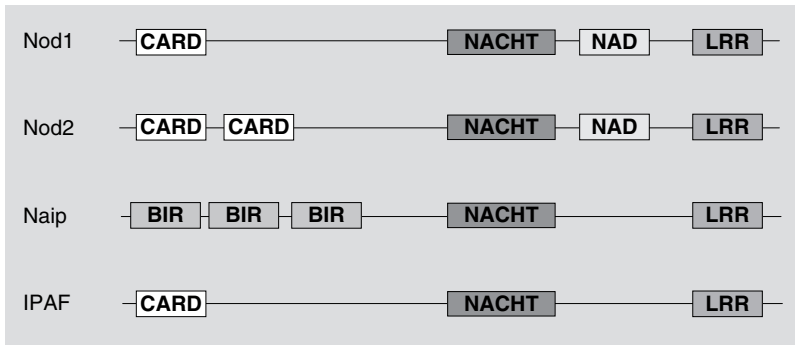 Nod1 CARD NACHT NAD LRR
Nod2 CARD CARD NACHT NAD LRR
Naip BIR BIR BIR NACHT LRR
IPAF CARD NACHT LRR